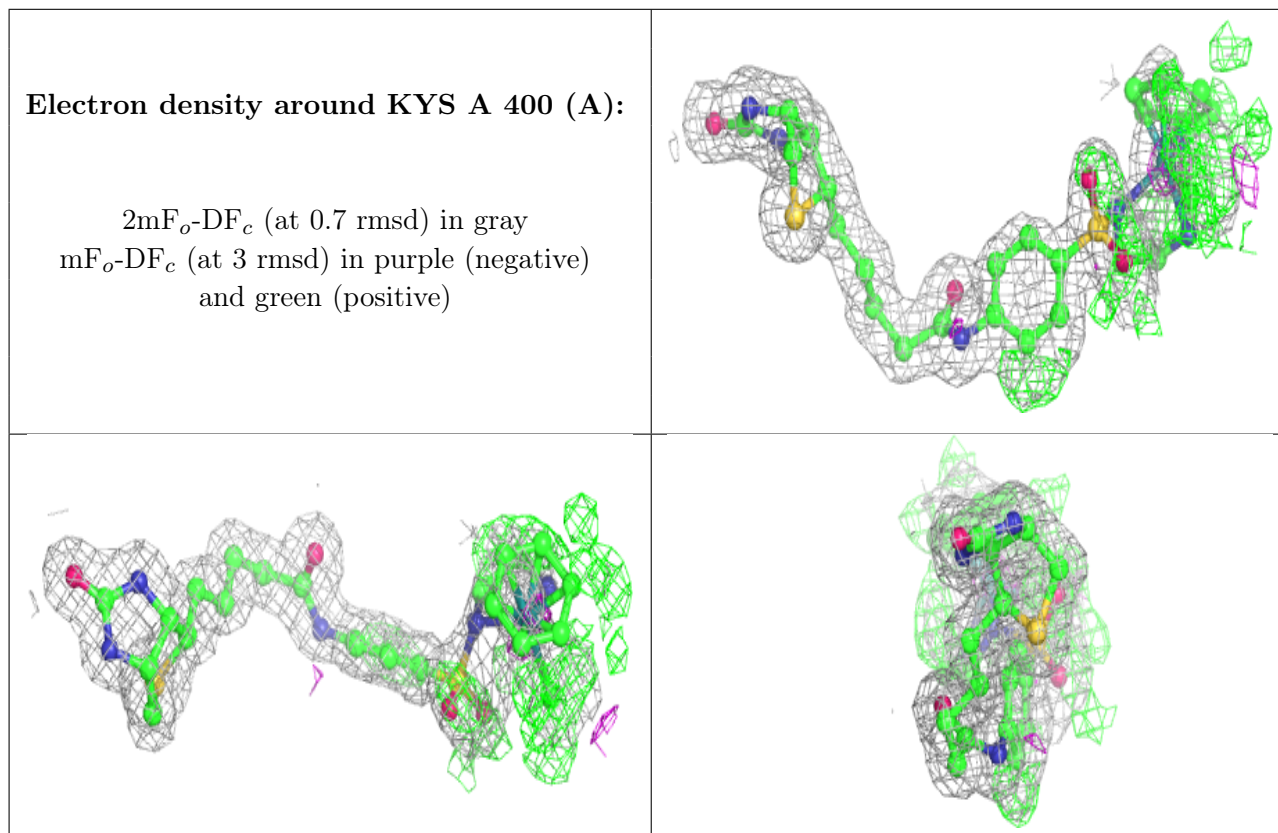 Electron density around KYS A 400 (A):
2mFₒ-DF𝒸 (at 0.7 rmsd) in gray
mFₒ-DF𝒸 (at 3 rmsd) in purple (negative)
and green (positive)